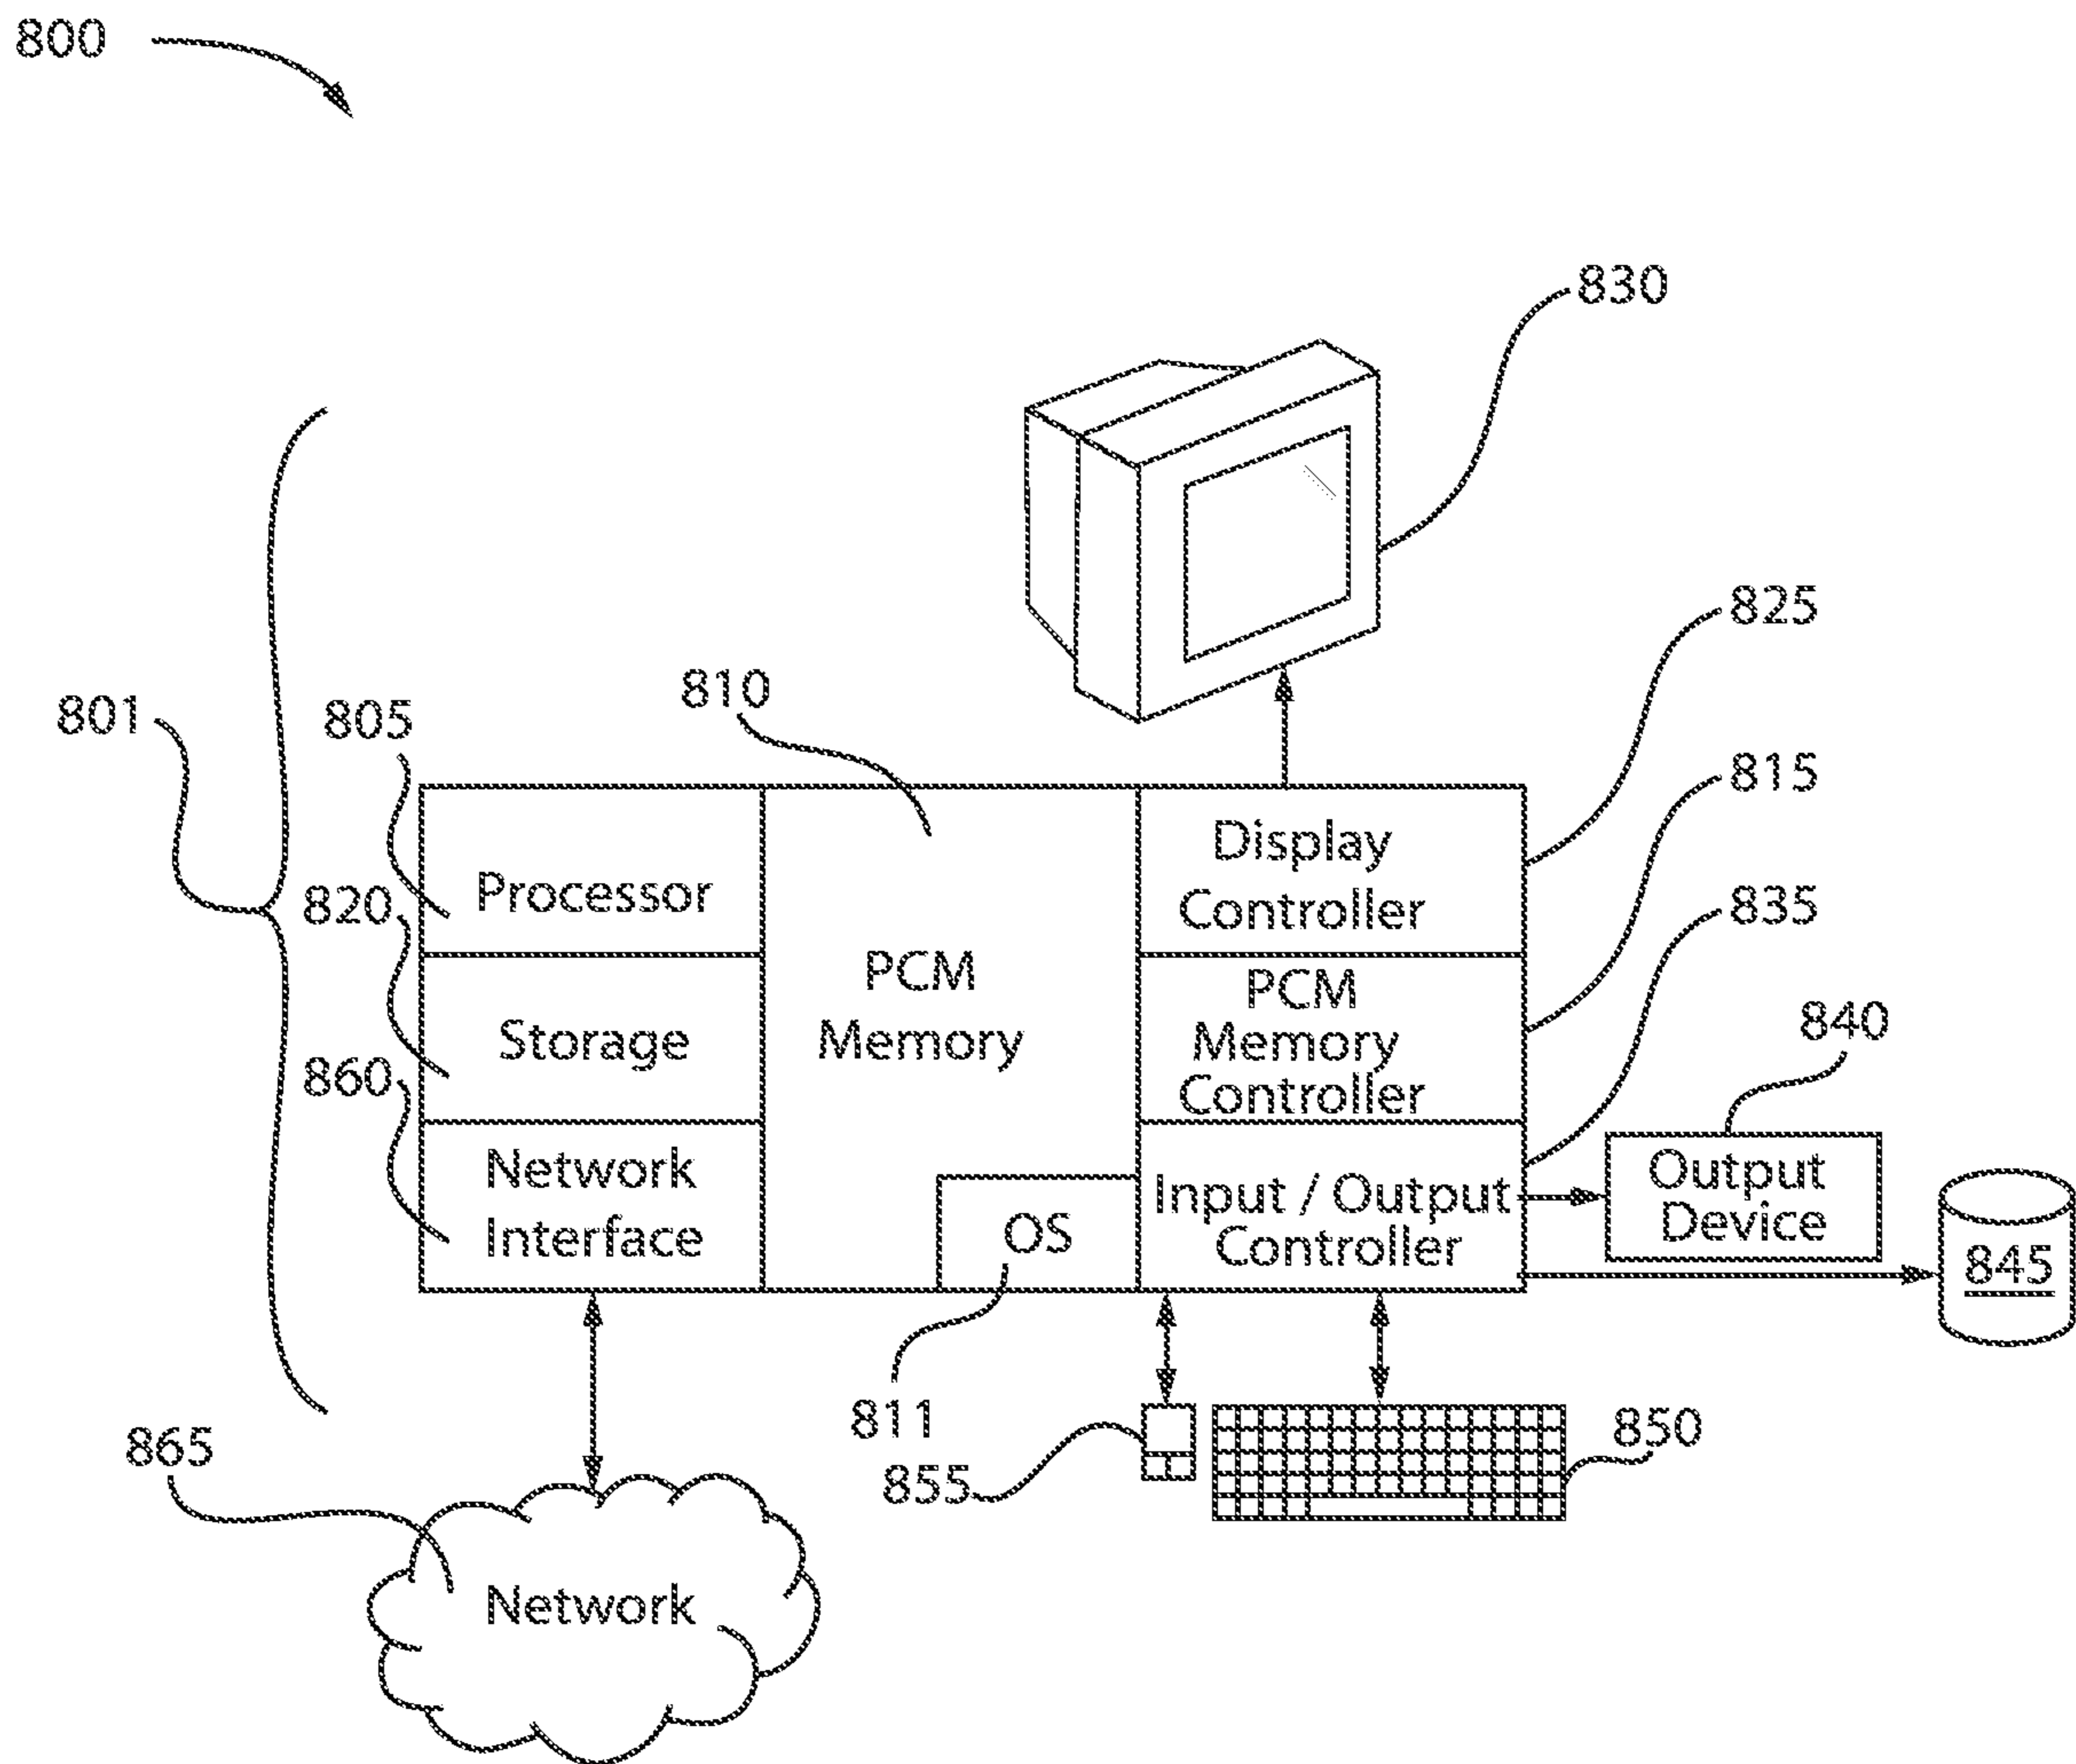 800
830
825
810
801
805
815
Display
Controller
Processor
820
835
PCM
Memory
PCM
Memory
Controller
Storage
840
860
Network
Interface
Input / Output
Controller
Output
Device
OS
845
811
850
865
855
Network